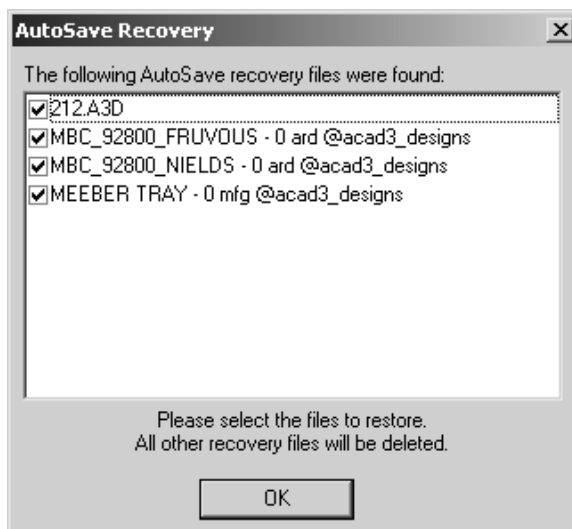 AutoSave Recovery
The following AutoSave recovery files were found:
212.A3D
MBC_92800_FRUVOUS - 0 ard @acad3_designs
MBC_92800_NIELDS - 0 ard @acad3_designs
MEEBER TRAY - 0 mfg @acad3_designs
Please select the files to restore.
All other recovery files will be deleted.
OK